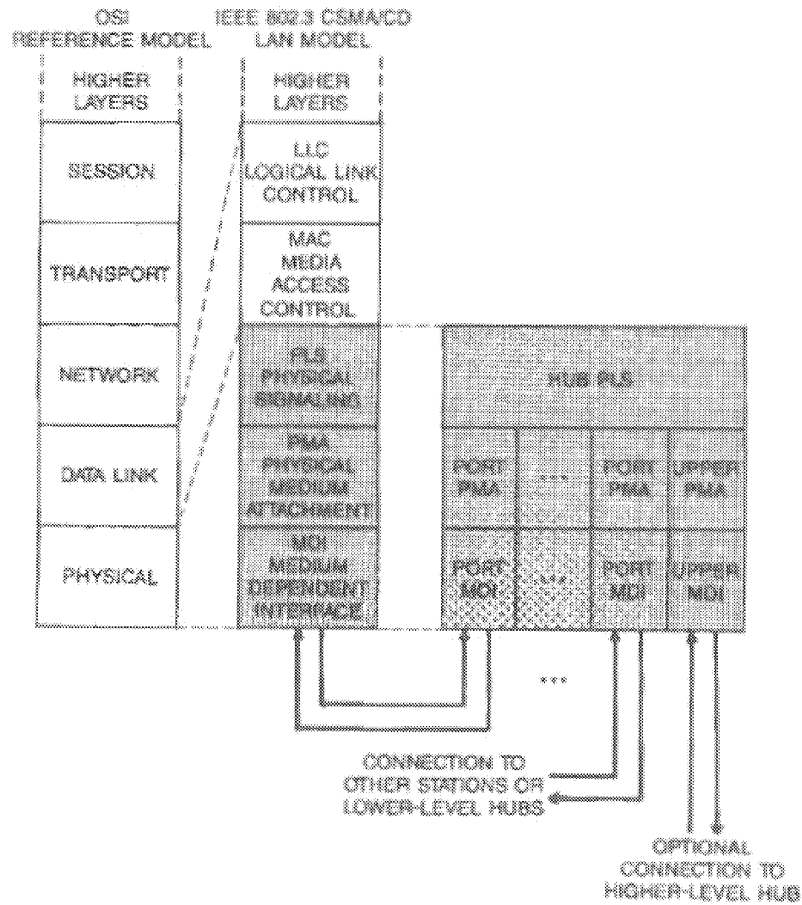 OSI
REFERENCE MODEL
IEEE 802.3 CSMA/CD
LAN MODEL
HIGHER
LAYERS
SESSION
TRANSPORT
NETWORK
DATA LINK
PHYSICAL
HIGHER
LAYERS
LLC
LOGICAL LINK
CONTROL
MAC
MEDIA
ACCESS
CONTROL
PLS
PHYSICAL
SIGNALING
PMA
PHYSICAL
MEDIUM
ATTACHMENT
MDI
MEDIUM
DEPENDENT
INTERFACE
HUB PLS
PORT
PMA
...
PORT
PMA
UPPER
PMA
PORT
MDI
...
PORT
MDI
UPPER
MDI
...
CONNECTION TO
OTHER STATIONS OR
LOWER-LEVEL HUBS
OPTIONAL
CONNECTION TO
HIGHER-LEVEL HUB